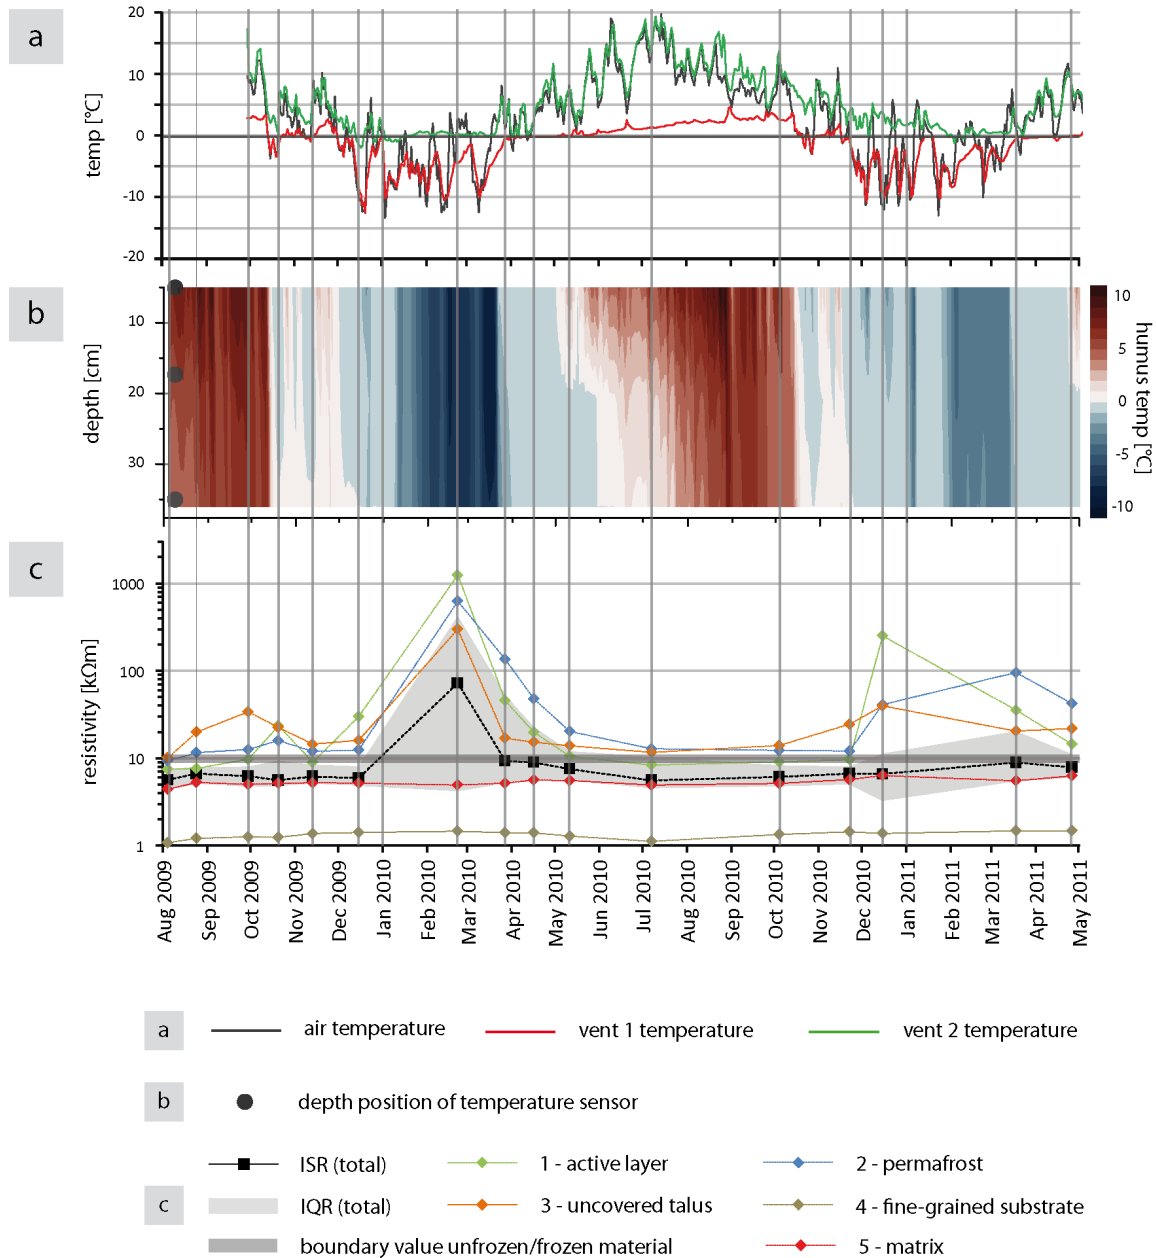 a
temp [°C]
20
10
0
-10
-20
b
depth [cm]
10
20
30
10
5
0
-5
-10
humus temp [°C]
c
resistivity [kΩm]
1000
100
10
1
Aug 2009
Sep 2009
Oct 2009
Nov 2009
Dec 2009
Jan 2010
Feb 2010
Mar 2010
Apr 2010
May 2010
Jun 2010
Jul 2010
Aug 2010
Sep 2010
Oct 2010
Nov 2010
Dec 2010
Jan 2011
Feb 2011
Mar 2011
Apr 2011
May 2011
a air temperature vent 1 temperature vent 2 temperature
b depth position of temperature sensor
ISR (total) 1 - active layer 2 - permafrost
c IQR (total) 3 - uncovered talus 4 - fine-grained substrate
boundary value unfrozen/frozen material 5 - matrix